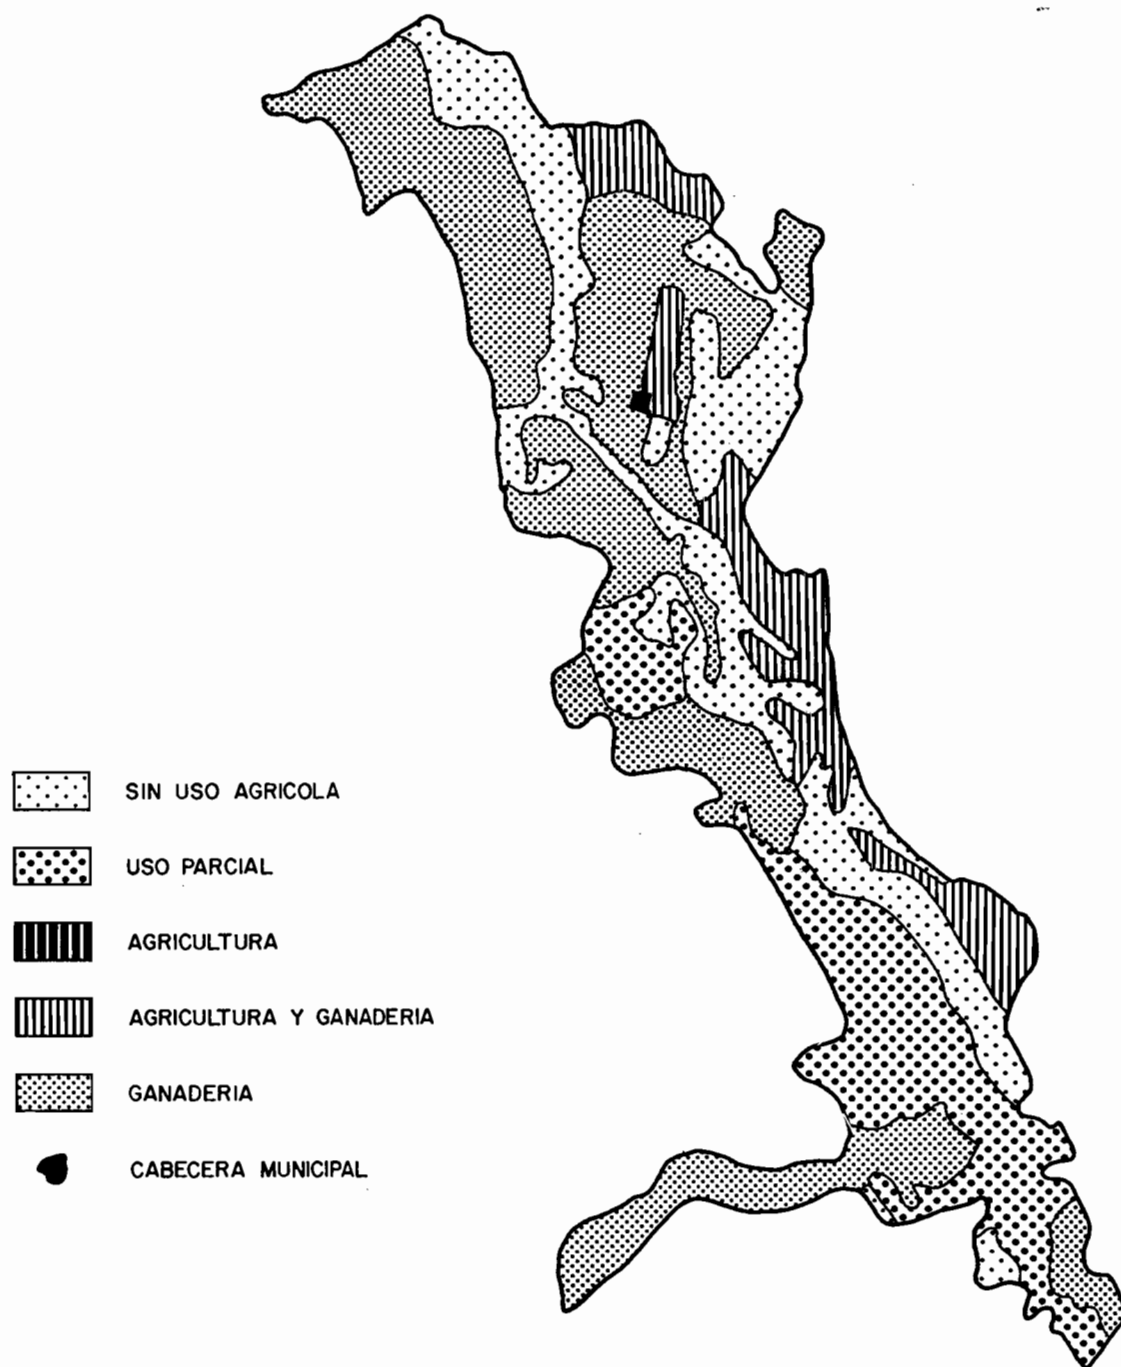 SIN USO AGRICOLA
USO PARCIAL
AGRICULTURA
AGRICULTURA Y GANADERIA
GANADERIA
CABECERA MUNICIPAL